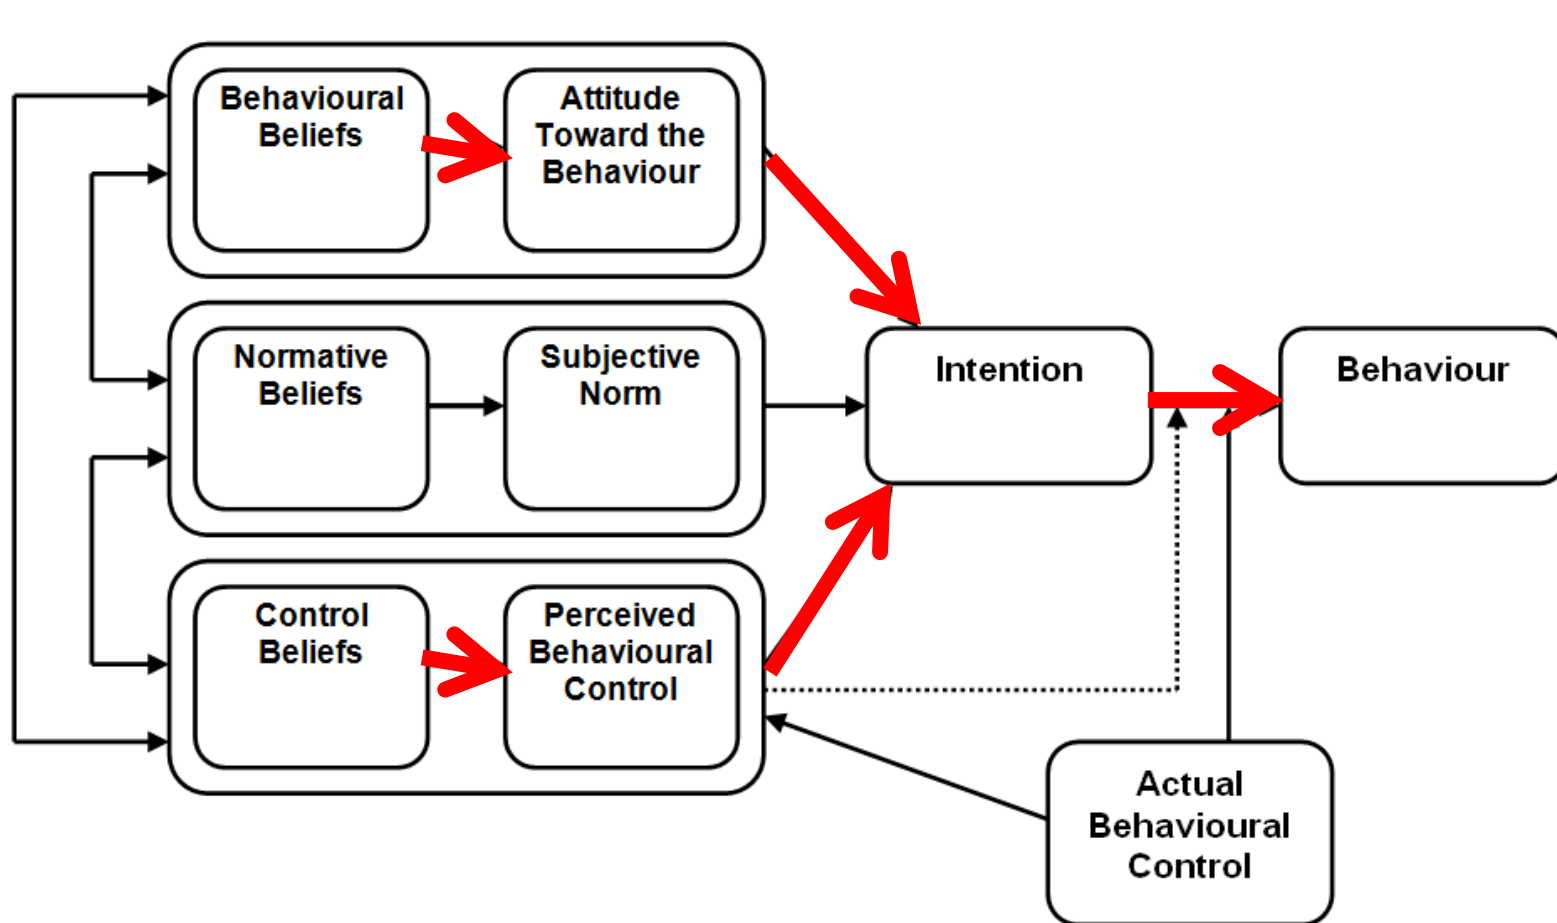 Behavioural
Beliefs
Attitude
Toward the
Behaviour
Normative
Beliefs
Subjective
Norm
Intention
Behaviour
Control
Beliefs
Perceived
Behavioural
Control
Actual
Behavioural
Control